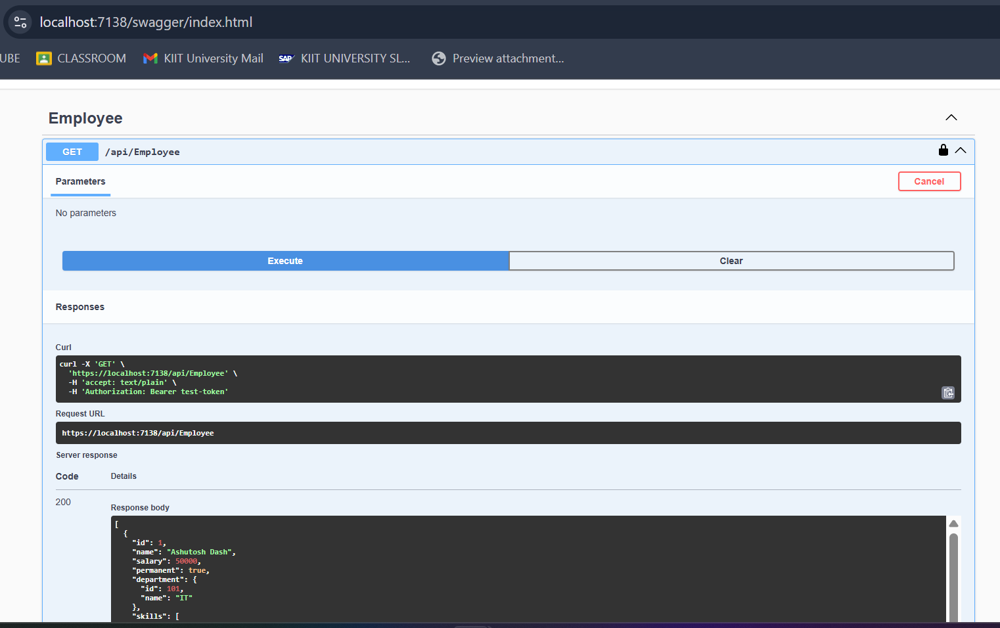 localhost:7138/swagger/index.html
UBE CLASSROOM KIIT University Mail SAP KIIT UNIVERSITY SL... Preview attachment...
Employee
GET /api/Employee
Parameters Cancel
No parameters
Execute Clear
Responses
Curl
curl -X 'GET' \
'https://localhost:7138/api/Employee' \
-H 'accept: text/plain' \
-H 'Authorization: Bearer test-token'
Request URL
https://localhost:7138/api/Employee
Server response
Code Details
200
Response body
[
{
"id": 1,
"name": "Ashutosh Dash",
"salary": 50000,
"permanent": true,
"department": {
"id": 101,
"name": "IT"
},
"skills": [